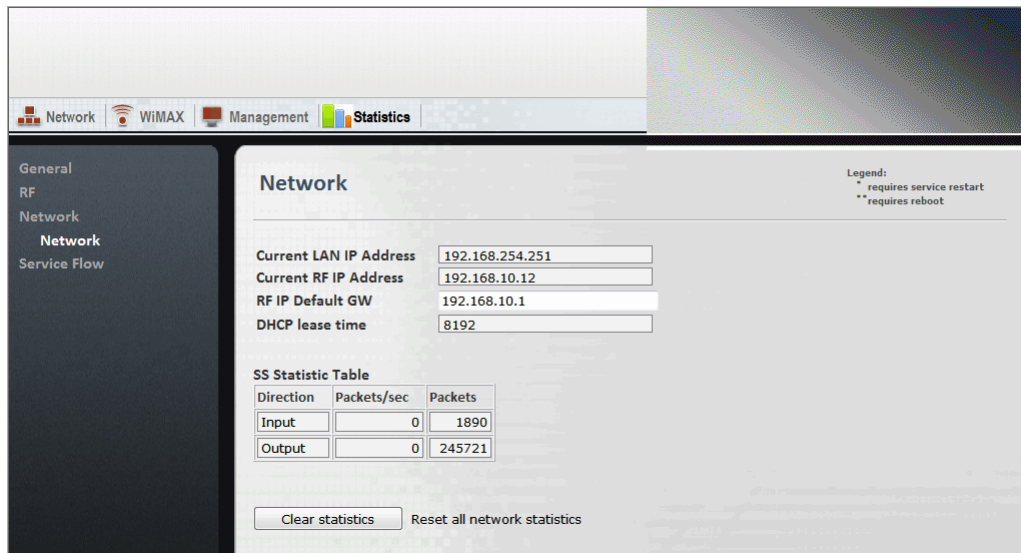 Network WiMAX Management Statistics
General
RF
Network
Network
Service Flow
Network
Legend:
* requires service restart
** requires reboot
Current LAN IP Address 192.168.254.251
Current RF IP Address 192.168.10.12
RF IP Default GW 192.168.10.1
DHCP lease time 8192
SS Statistic Table
Direction Packets/sec Packets
Input 0 1890
Output 0 245721
Clear statistics Reset all network statistics